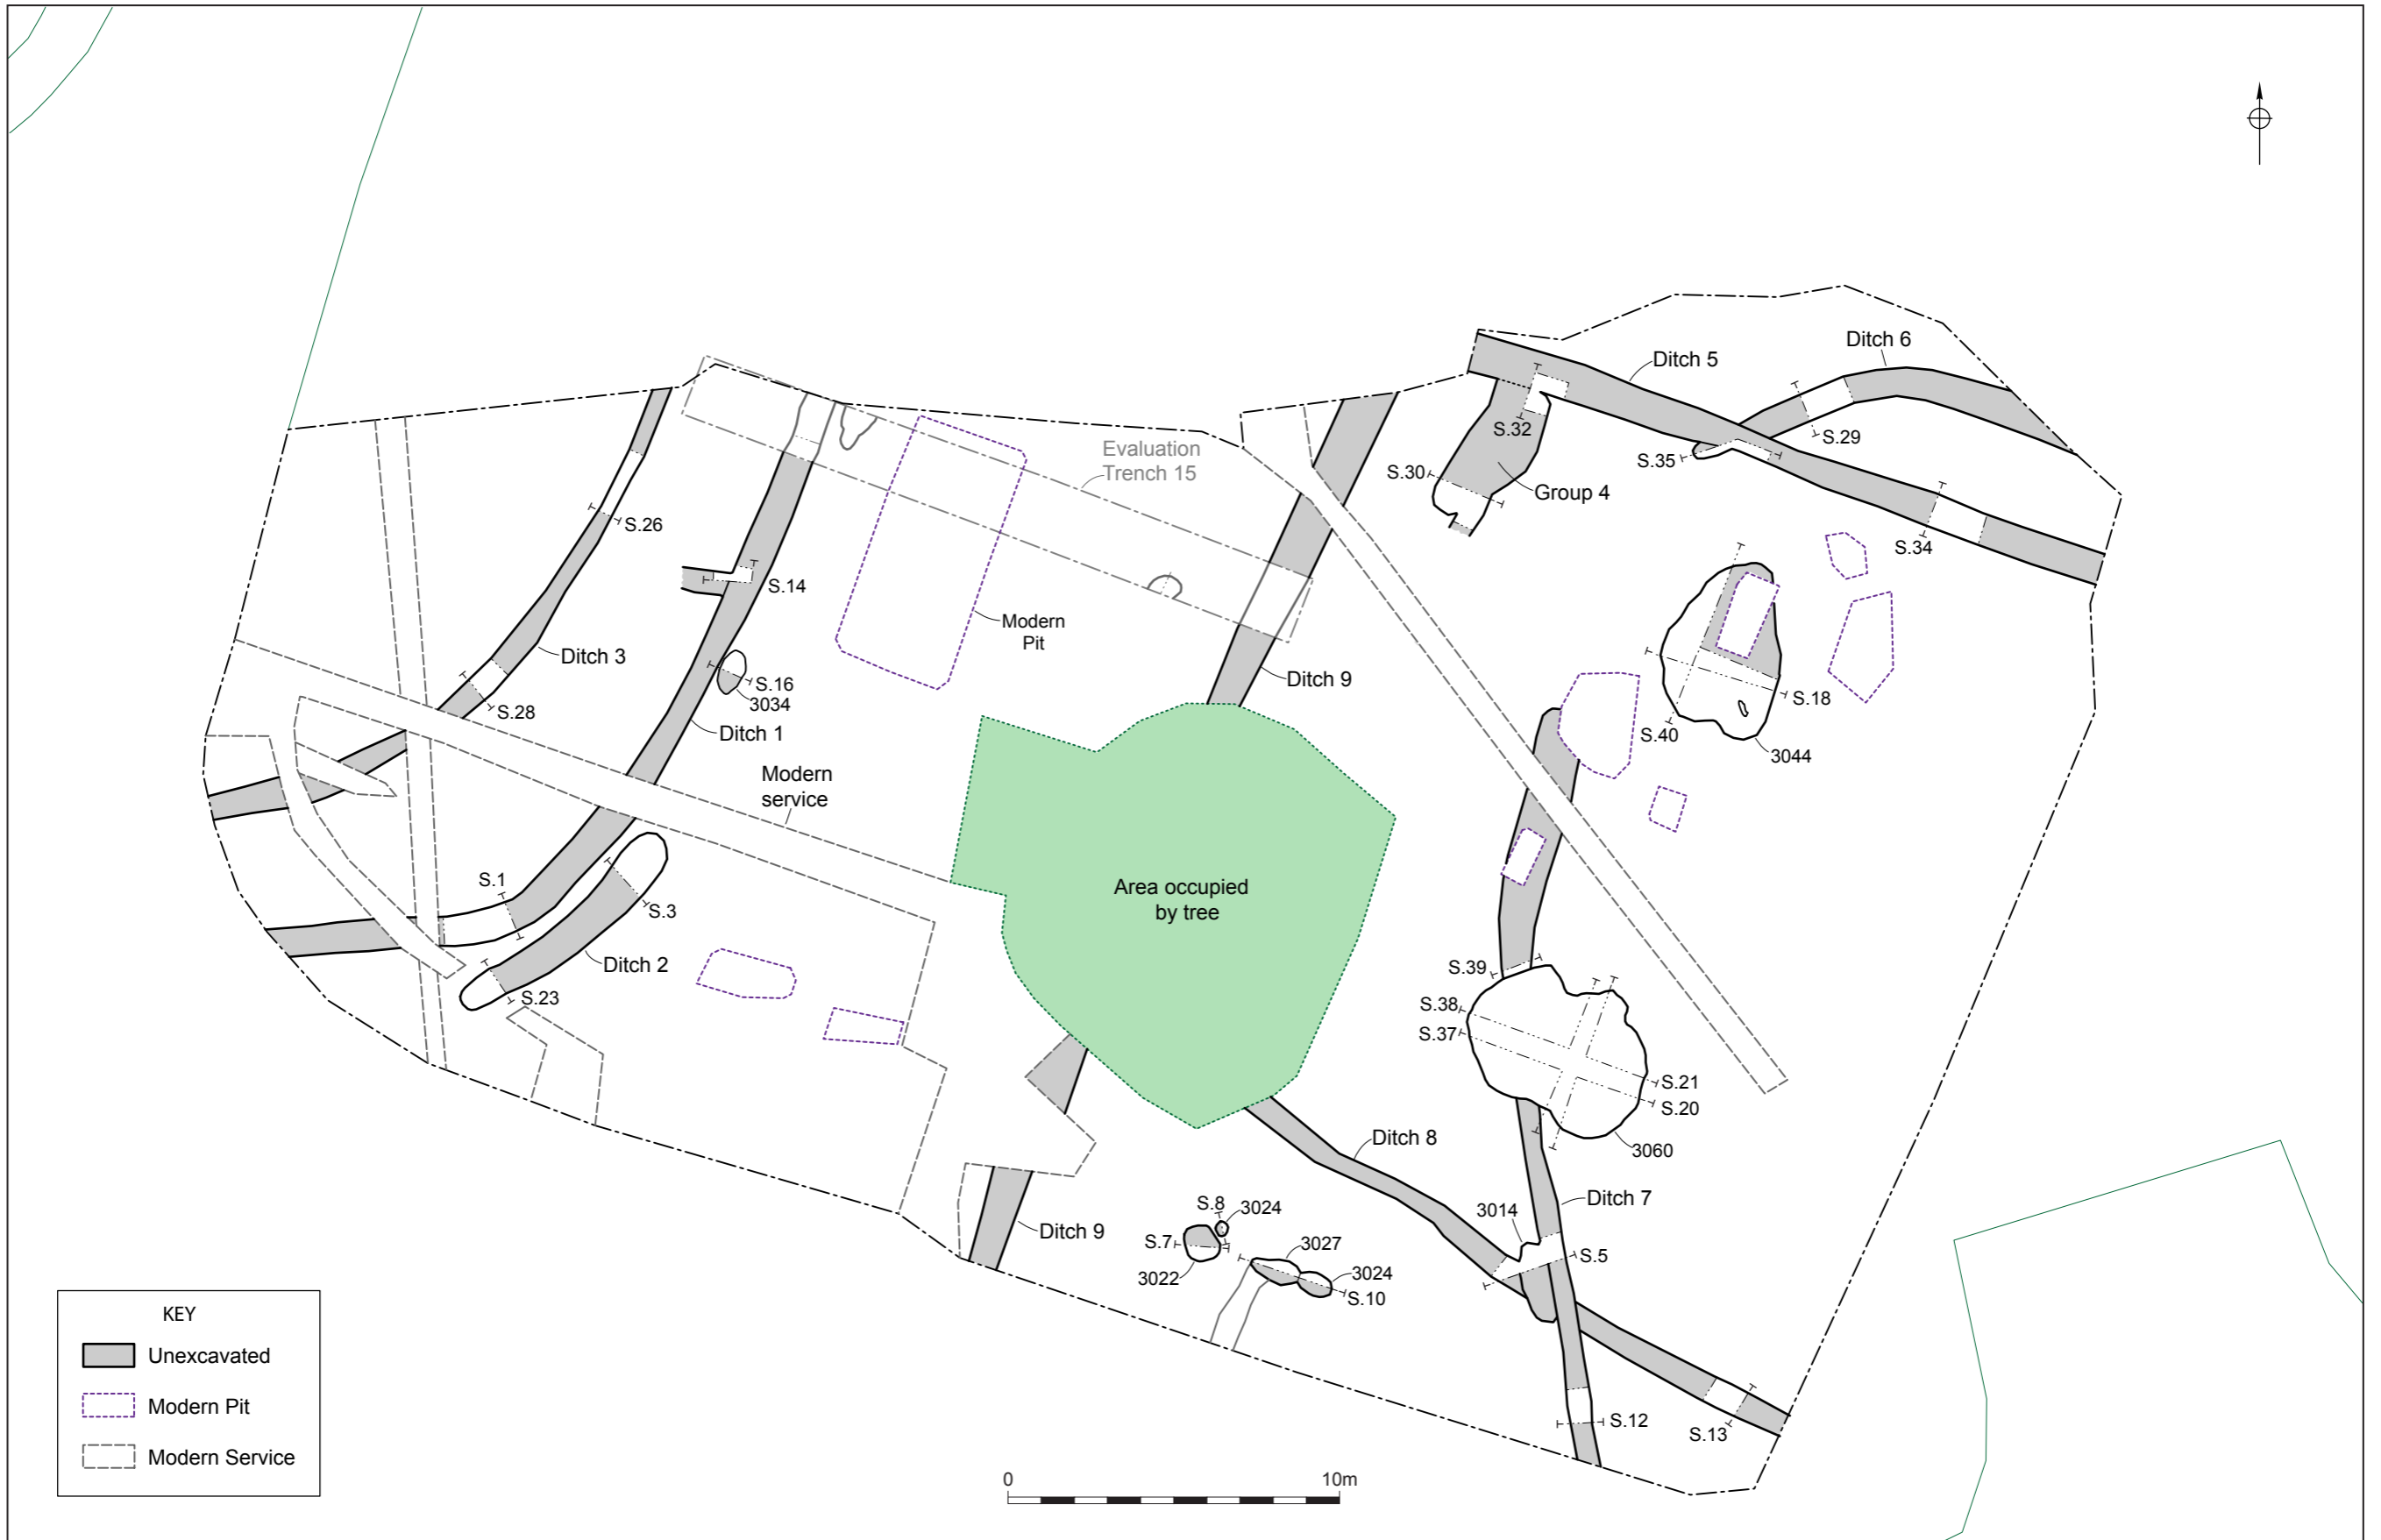 Ditch 6
Ditch 5
S.32
S.29
Evaluation
Trench 15
S.35
S.30
Group 4
S.26
S.34
S.14
Modern
Pit
Ditch 3
Ditch 9
S.16
3034
S.18
S.28
S.40
Ditch 1
3044
Modern
service
S.1
Area occupied
by tree
S.3
Ditch 2
S.39
S.23
S.38
S.37
S.21
S.20
Ditch 8
3060
Ditch 7
S.8
3024
3014
Ditch 9
S.7
3027
S.5
3022
3024
S.10
KEY
Unexcavated
Modern Pit
Modern Service
S.12
S.13
0
10m